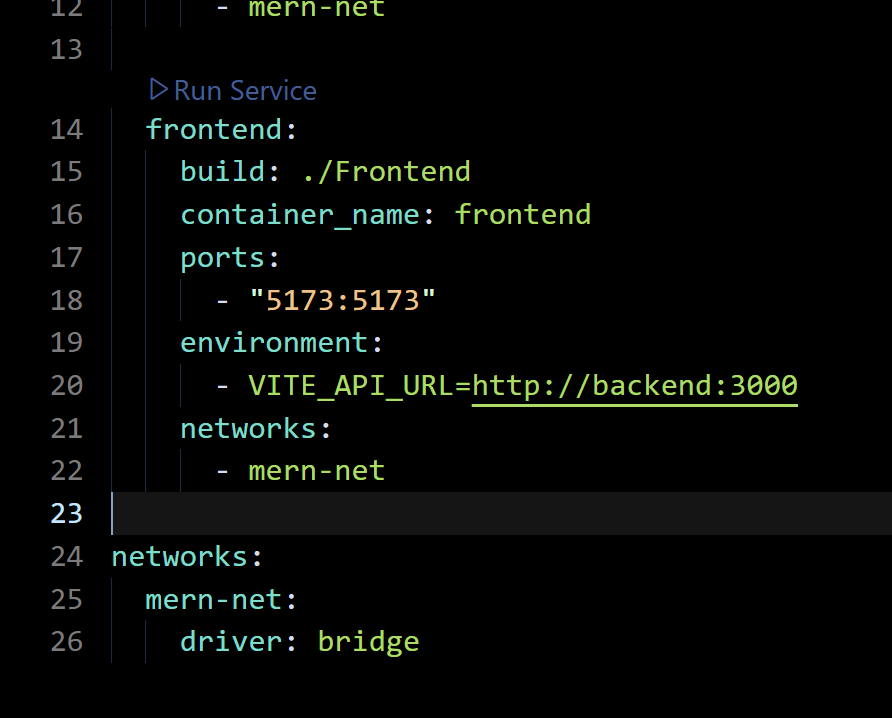 12 - mern-net
13
Run Service
14 frontend:
15 build: ./Frontend
16 container_name: frontend
17 ports:
18 - "5173:5173"
19 environment:
20 - VITE_API_URL=http://backend:3000
21 networks:
22 - mern-net
23
24 networks:
25 mern-net:
26 driver: bridge